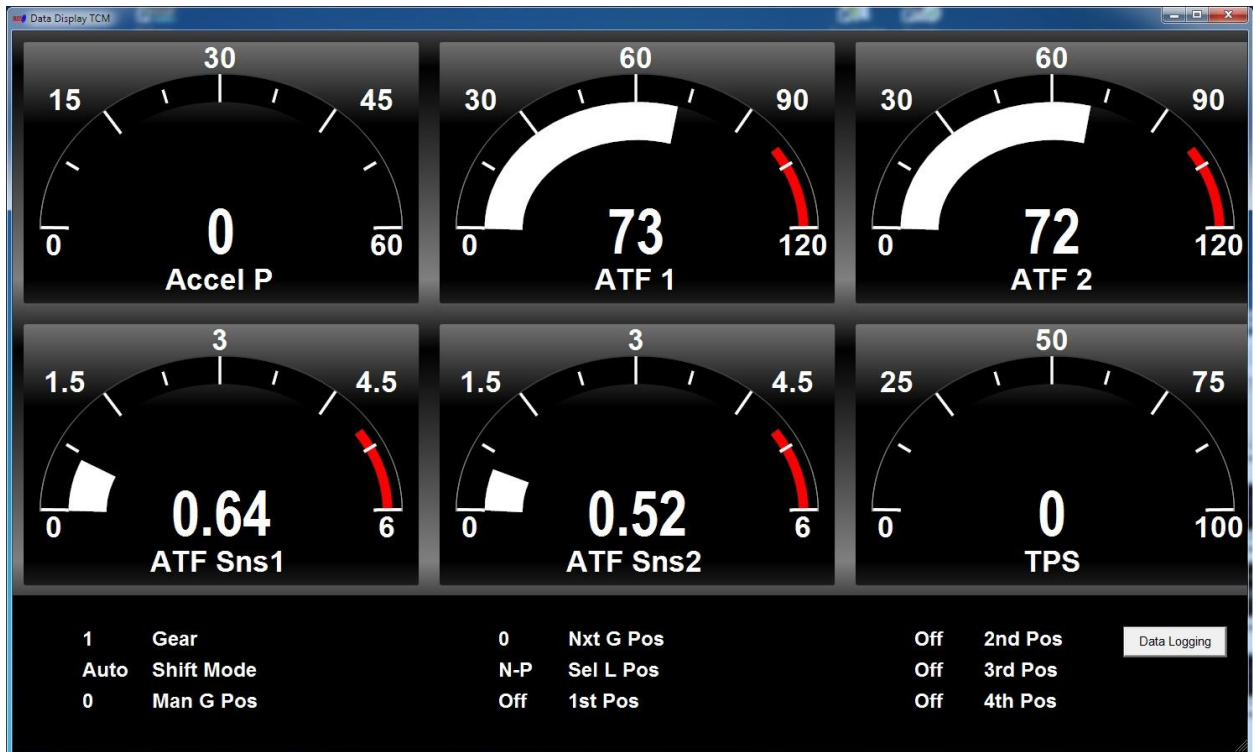 Data Display TCM
30
15 45
0
0 60
Accel P
60
30 90
73
0 120
ATF 1
60
30 90
72
0 120
ATF 2
3
1.5 4.5
0.64
0 6
ATF Sns1
3
1.5 4.5
0.52
0 6
ATF Sns2
50
25 75
0
0 100
TPS
1 Gear
Auto Shift Mode
0 Man G Pos
0 Nxt G Pos
N-P Sel L Pos
Off 1st Pos
Off 2nd Pos
Off 3rd Pos
Off 4th Pos
Data Logging